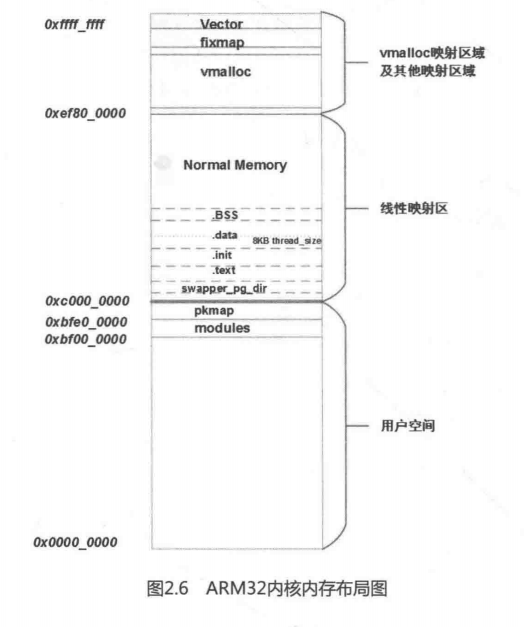 0xffff_ffff
Vector
fixmap
vmalloc
vmalloc映射区域
及其他映射区域
0xef80_0000
Normal Memory
.BSS
.data
8KB thread_size
.init
.text
swapper_pg_dir
线性映射区
0xc000_0000
pkmap
0xbfe0_0000
modules
0xbf00_0000
用户空间
0x0000_0000
图2.6 ARM32内核内存布局图